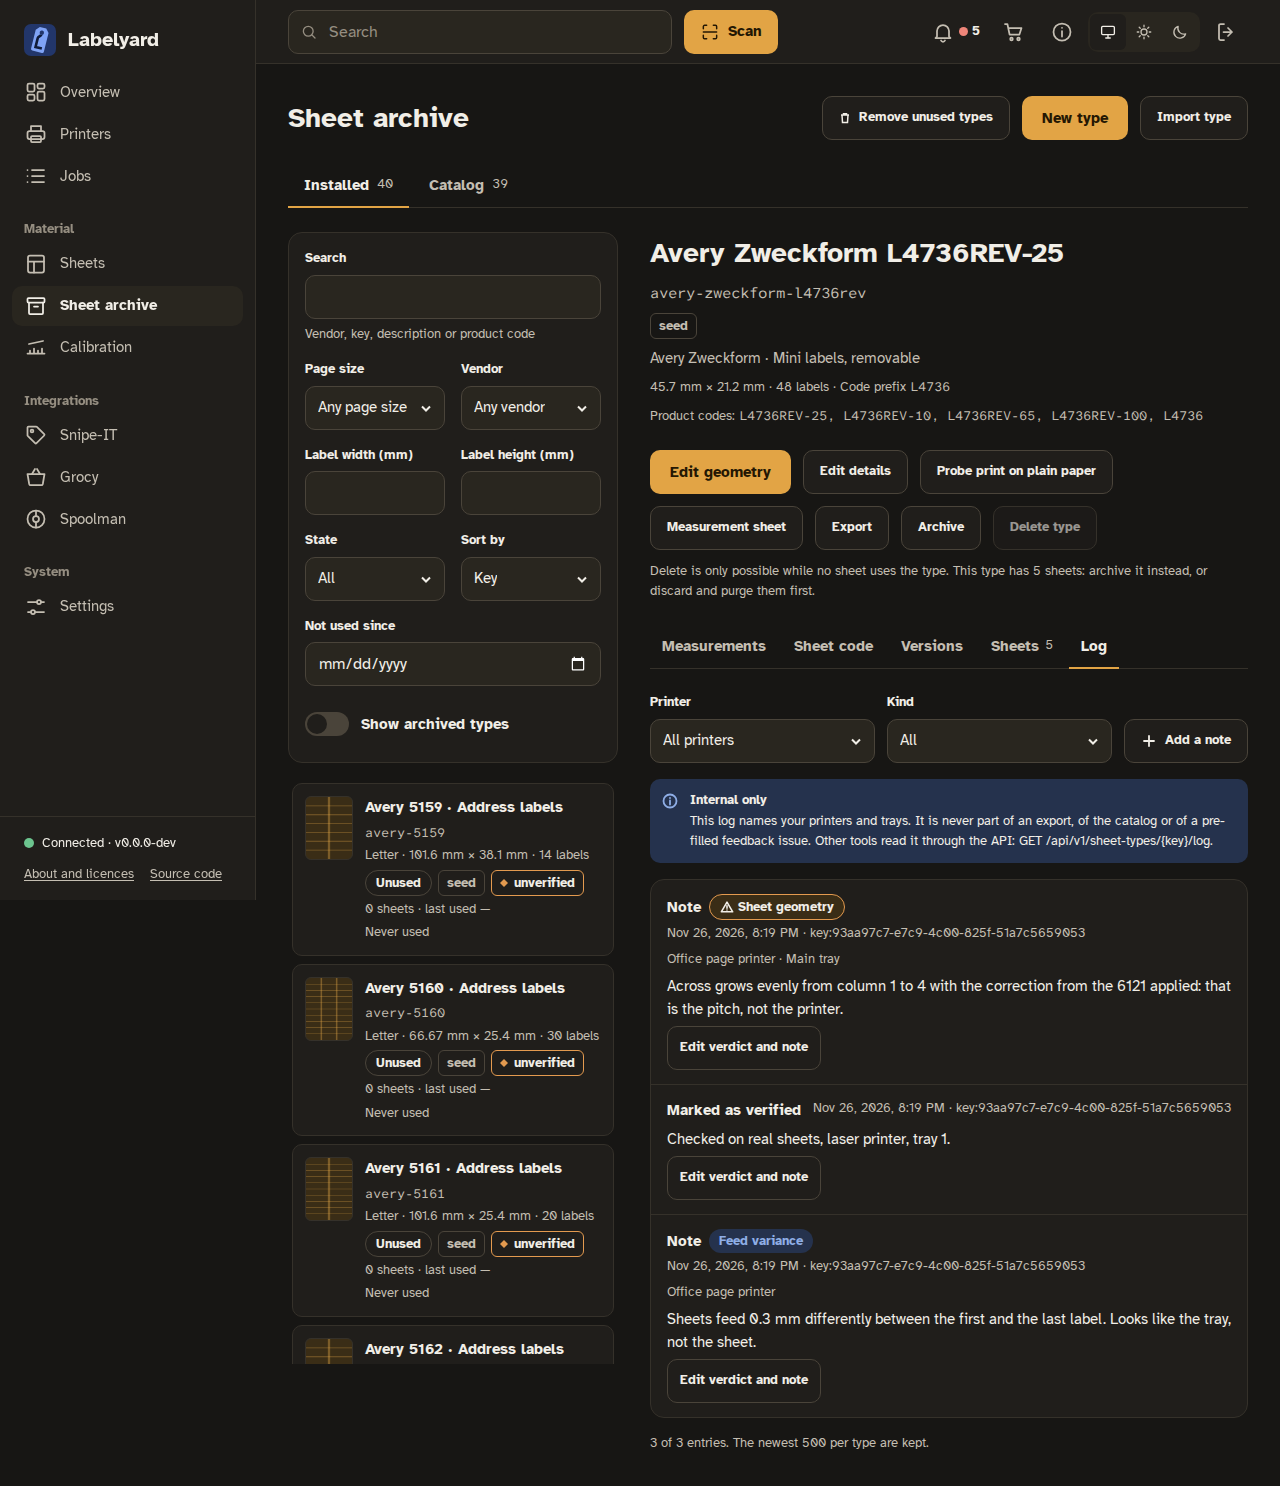 Labelyard
Search
Scan
5
Overview
Printers
Jobs
Material
Sheets
Sheet archive
Calibration
Integrations
Snipe-IT
Grocy
Spoolman
System
Settings
Connected · v0.0.0-dev
About and licences
Source code
Sheet archive
Remove unused types
New type
Import type
Installed 40
Catalog 39
Search
Vendor, key, description or product code
Page size
Vendor
Any page size
Any vendor
Label width (mm)
Label height (mm)
State
Sort by
All
Key
Not used since
mm/dd/yyyy
Show archived types
Avery 5159 · Address labels
avery-5159
Letter · 101.6 mm × 38.1 mm · 14 labels
Unused
seed
unverified
0 sheets · last used —
Never used
Avery 5160 · Address labels
avery-5160
Letter · 66.67 mm × 25.4 mm · 30 labels
Unused
seed
unverified
0 sheets · last used —
Never used
Avery 5161 · Address labels
avery-5161
Letter · 101.6 mm × 25.4 mm · 20 labels
Unused
seed
unverified
0 sheets · last used —
Never used
Avery 5162 · Address labels
Avery Zweckform L4736REV-25
avery-zweckform-l4736rev
seed
Avery Zweckform · Mini labels, removable
45.7 mm × 21.2 mm · 48 labels · Code prefix L4736
Product codes: L4736REV-25, L4736REV-10, L4736REV-65, L4736REV-100, L4736
Edit geometry
Edit details
Probe print on plain paper
Measurement sheet
Export
Archive
Delete type
Delete is only possible while no sheet uses the type. This type has 5 sheets: archive it instead, or
discard and purge them first.
Measurements
Sheet code
Versions
Sheets 5
Log
Printer
Kind
All printers
All
Add a note
Internal only
This log names your printers and trays. It is never part of an export, of the catalog or of a pre-
filled feedback issue. Other tools read it through the API: GET /api/v1/sheet-types/{key}/log.
Note
Sheet geometry
Nov 26, 2026, 8:19 PM · key:93aa97c7-e7c9-4c00-825f-51a7c5659053
Office page printer · Main tray
Across grows evenly from column 1 to 4 with the correction from the 6121 applied: that
is the pitch, not the printer.
Edit verdict and note
Marked as verified
Nov 26, 2026, 8:19 PM · key:93aa97c7-e7c9-4c00-825f-51a7c5659053
Checked on real sheets, laser printer, tray 1.
Edit verdict and note
Note
Feed variance
Nov 26, 2026, 8:19 PM · key:93aa97c7-e7c9-4c00-825f-51a7c5659053
Office page printer
Sheets feed 0.3 mm differently between the first and the last label. Looks like the tray,
not the sheet.
Edit verdict and note
3 of 3 entries. The newest 500 per type are kept.